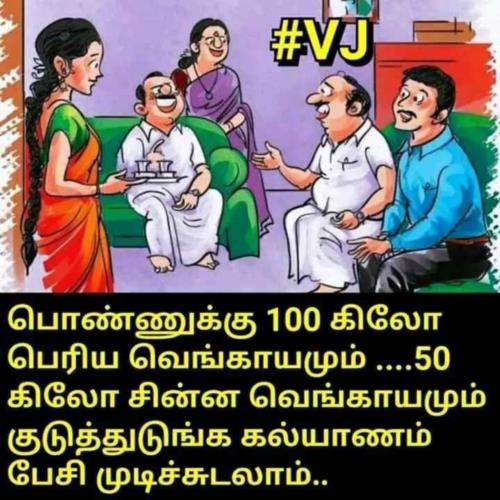 #VJ
பொண்ணுக்கு 100 கிலோ
பெரிய வெங்காயமும் ....50
கிலோ சின்ன வெங்காயமும்
குடுத்துடுங்க கல்யாணம்
பேசி முடிச்சுடலாம்..